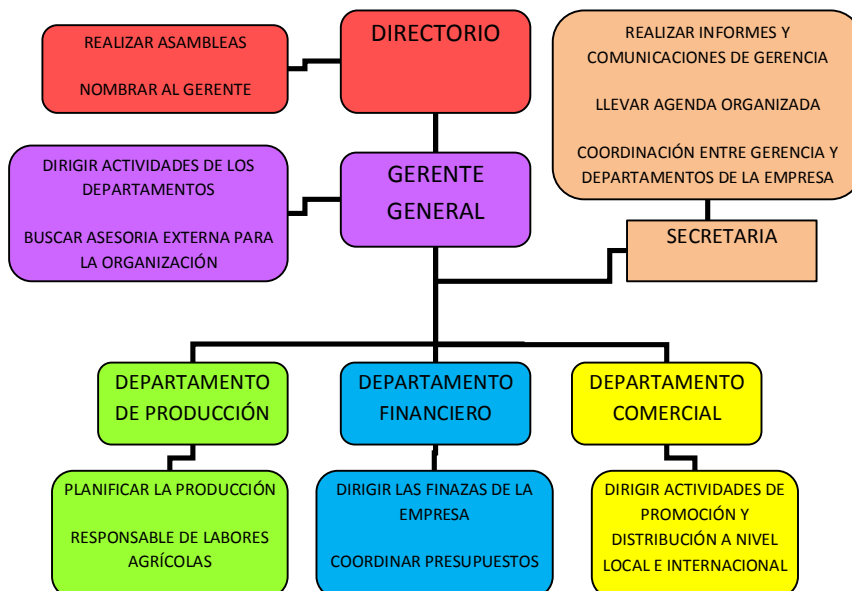 REALIZAR ASAMBLEAS
NOMBRAR AL GERENTE
DIRECTORIO
REALIZAR INFORMES Y
COMUNICACIONES DE GERENCIA
LLEVAR AGENDA ORGANIZADA
COORDINACIÓN ENTRE GERENCIA Y
DEPARTAMENTOS DE LA EMPRESA
DIRIGIR ACTIVIDADES DE LOS
DEPARTAMENTOS
BUSCAR ASESORIA EXTERNA PARA
LA ORGANIZACIÓN
GERENTE
GENERAL
SECRETARIA
DEPARTAMENTO
DE PRODUCCIÓN
DEPARTAMENTO
FINANCIERO
DEPARTAMENTO
COMERCIAL
PLANIFICAR LA PRODUCCIÓN
RESPONSABLE DE LABORES
AGRÍCOLAS
DIRIGIR LAS FINAZAS DE LA
EMPRESA
COORDINAR PRESUPUESTOS
DIRIGIR ACTIVIDADES DE
PROMOCIÓN Y
DISTRIBUCIÓN A NIVEL
LOCAL E INTERNACIONAL